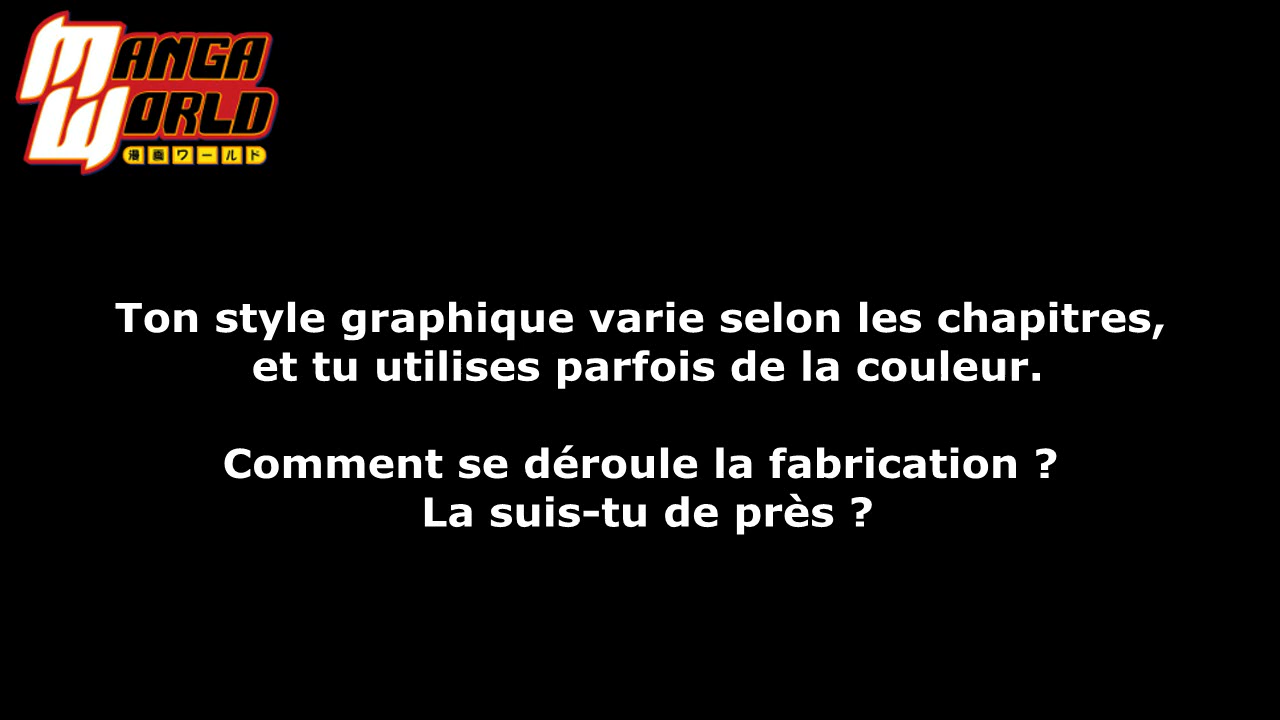 MANGA
WORLD
漫画ワールド
Ton style graphique varie selon les chapitres,
et tu utilises parfois de la couleur.
Comment se déroule la fabrication ?
La suis-tu de près ?